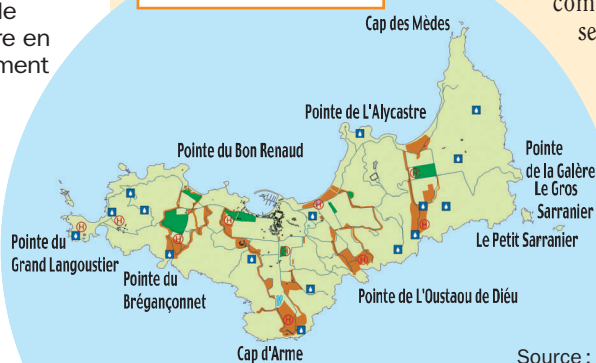 le
re en
ment
com
se
Cap des Mèdes
Pointe de L'Alycastre
Pointe du Bon Renaud
Pointe
de la Galère
Le Gros
Sarranier
Le Petit Sarranier
Pointe du
Grand Langoustier
Pointe du
Brégançonnet
Pointe de L'Oustaou de Diéu
Cap d'Arme
Source :
H
H
H
H
H
H
H